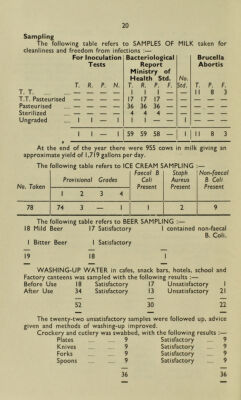 20
Sampling
The following table refers to SAMPLES OF MILK taken for
cleanliness and freedom from infections :—
For Inoculation Tests | Bacteriological Report Ministry of Health Std. | No. Std. | Brucella Abortis
T. R. P. N. T. R. P. F. Std. T. P. F.
T. T. — — — — 1 1 1 — — 11 8 3
T.T. Pasteurised — — — — 17 17 17 — — — — —
Pasteurised — — — — 36 36 36 — — — — —
Sterilized — — — — 4 4 4 — — — — —
Ungraded 1 1 — 1 1 1 — — 1 — — —
1 1 — 1 59 59 58 — 1 11 8 3
At the end of the year there were 955 cows in milk giving an
approximate yield of 1,719 gallons per day.
The following table refers to ICE CREAM SAMPLING :—
No. Taken | Provisional Grades 1 2 3 4 | Faecal B Coli Present | Staph Aureus Present | Non-faecal B. Coli Present
78 74 3 — 1 1 2 9
The following table refers to BEER SAMPLING :—
18 Mild Beer 17 Satisfactory 1 contained non-faecal
B. Coli.
1 Bitter Beer 1 Satisfactory —
19 18 1
WASHING-UP WATER in cafes, snack bars, hotels, school and
Factory canteens was sampled with the following results :—
Before Use 18 Satisfactory 17 Unsatisfactory 1
After Use 34 Satisfactory 13 Unsatisfactory 21
52 30 22
The twenty-two unsatisfactory samples were followed up, advice
given and methods of washing-up improved.
Crockery and cutlery was swabbed, with the following results :—
Plates 9 Satisfactory 9
Knives 9 Satisfactory 9
Forks 9 Satisfactory 9
Spoons 9 Satisfactory 9
36 36